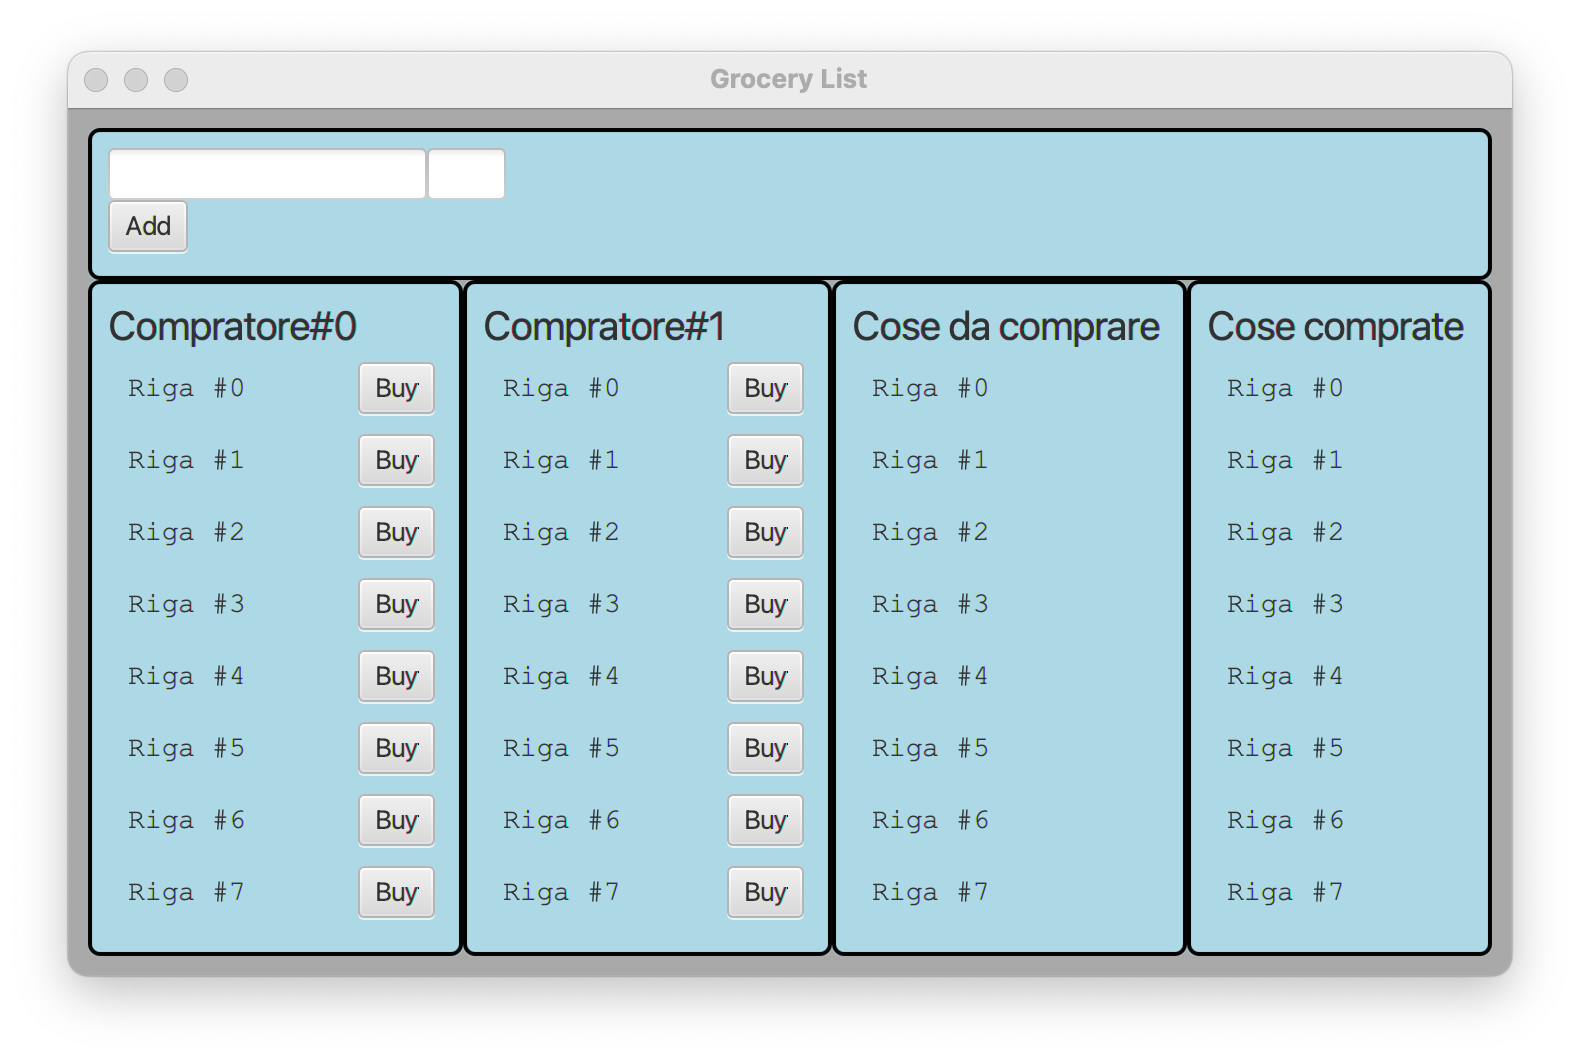 Grocery List
Add
Compratore#0 Compratore#1 Cose da comprare Cose comprate
Riga #0 Buy Riga #0 Buy Riga #0 Riga #0
Riga #1 Buy Riga #1 Buy Riga #1 Riga #1
Riga #2 Buy Riga #2 Buy Riga #2 Riga #2
Riga #3 Buy Riga #3 Buy Riga #3 Riga #3
Riga #4 Buy Riga #4 Buy Riga #4 Riga #4
Riga #5 Buy Riga #5 Buy Riga #5 Riga #5
Riga #6 Buy Riga #6 Buy Riga #6 Riga #6
Riga #7 Buy Riga #7 Buy Riga #7 Riga #7